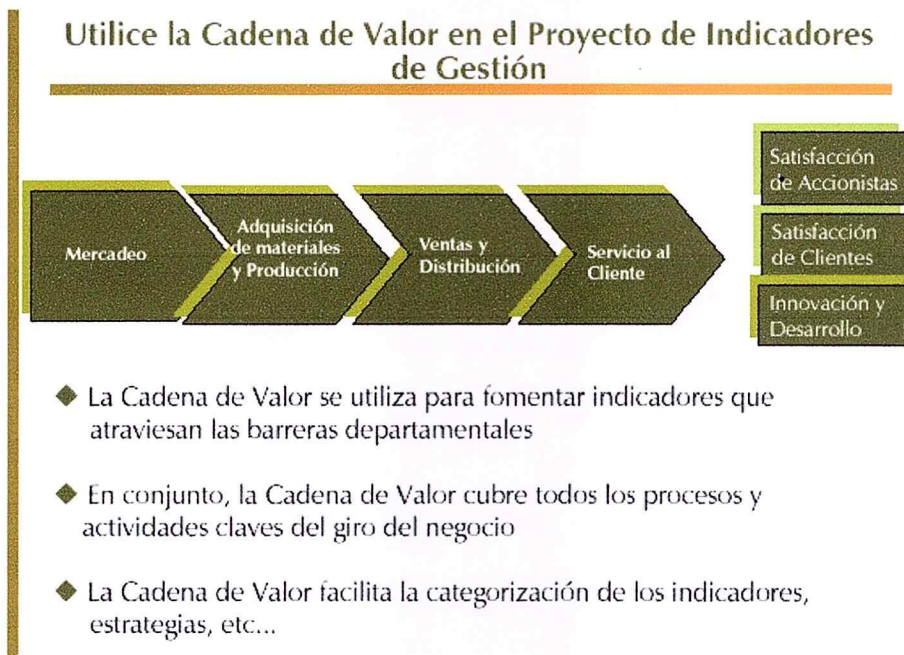 Utilice la Cadena de Valor en el Proyecto de Indicadores
de Gestión
Mercadeo
Adquisición
de materiales
y Producción
Ventas y
Distribución
Servicio al
Cliente
Satisfacción
de Accionistas
Satisfacción
de Clientes
Innovación y
Desarrollo
◆ La Cadena de Valor se utiliza para fomentar indicadores que
atraviesan las barreras departamentales
◆ En conjunto, la Cadena de Valor cubre todos los procesos y
actividades claves del giro del negocio
◆ La Cadena de Valor facilita la categorización de los indicadores,
estrategias, etc...